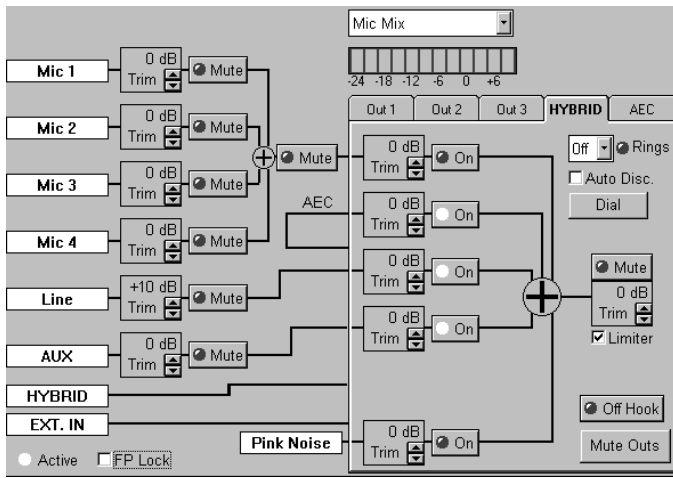 Mic Mix
-24 -18 -12 -6 0 +6
Out 1 Out 2 Out 3 HYBRID AEC
Mic 1 0 dB Trim Mute
Mic 2 0 dB Trim Mute
Mic 3 0 dB Trim Mute
Mic 4 0 dB Trim Mute
Mute
Line +10 dB Trim Mute
AUX 0 dB Trim Mute
HYBRID
EXT. IN
Active FP Lock
Pink Noise
AEC
0 dB Trim On
0 dB Trim On
0 dB Trim On
0 dB Trim On
0 dB Trim On
Off Rings
Auto Disc.
Dial
Mute
0 dB
Trim
Limiter
Off Hook
Mute Outs